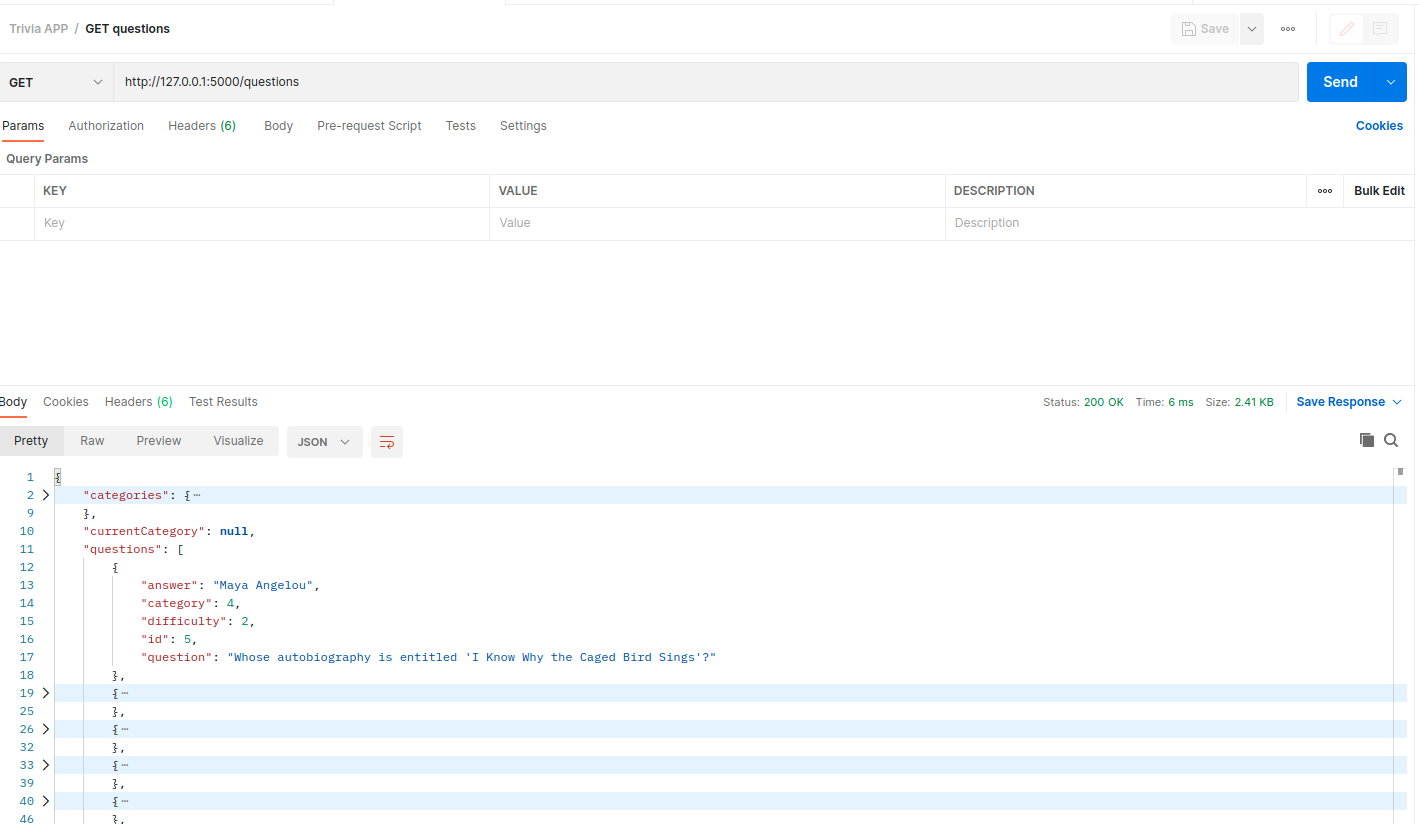 Trivia APP / GET questions
Save
GET
http://127.0.0.1:5000/questions
Send
Params Authorization Headers (6) Body Pre-request Script Tests Settings Cookies
Query Params
KEY VALUE DESCRIPTION ooo Bulk Edit
Key Value Description
Body Cookies Headers (6) Test Results Status: 200 OK Time: 6 ms Size: 2.41 KB Save Response
Pretty Raw Preview Visualize JSON
1 {
2 "categories": {⋯
9 },
10 "currentCategory": null,
11 "questions": [
12 {
13 "answer": "Maya Angelou",
14 "category": 4,
15 "difficulty": 2,
16 "id": 5,
17 "question": "Whose autobiography is entitled 'I Know Why the Caged Bird Sings'?"
18 },
19 {⋯
25 },
26 {⋯
32 },
33 {⋯
39 },
40 {⋯
46 },